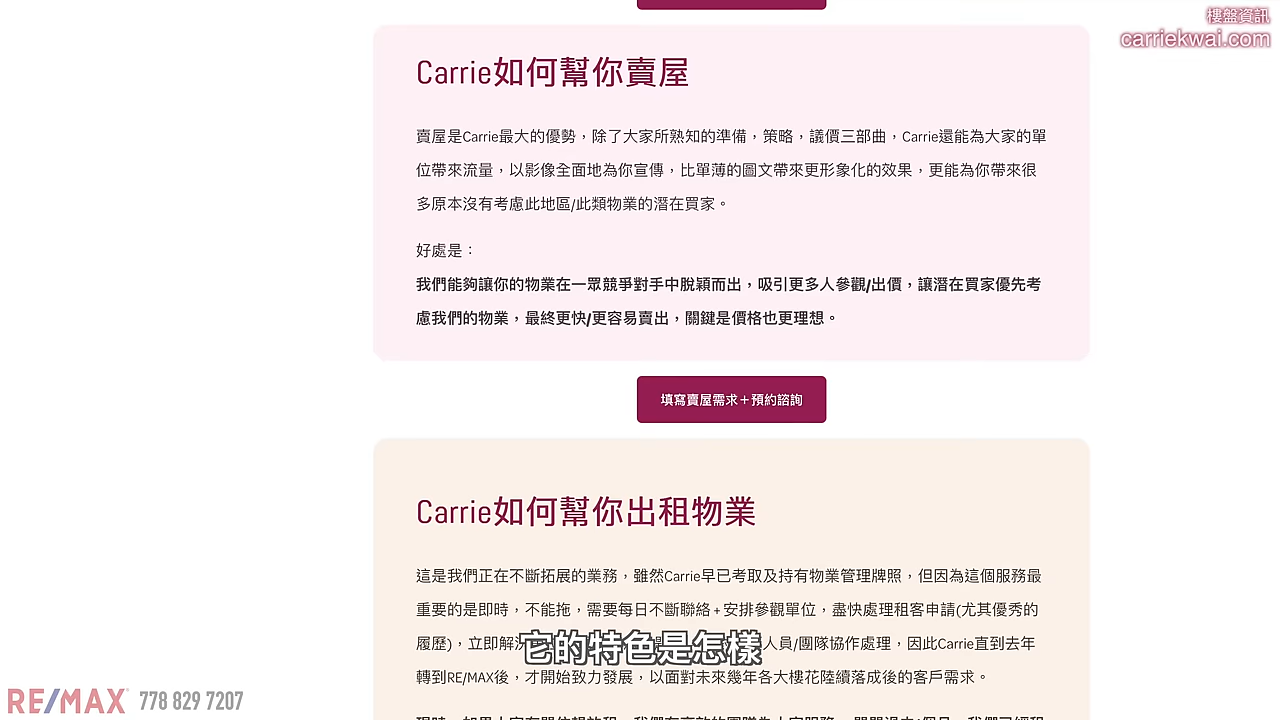 樓盤資訊
carriekwai.com
Carrie如何幫你賣屋
賣屋是Carrie最大的優勢，除了大家所熟知的準備，策略，議價三部曲，Carrie還能為大家的單
位帶來流量，以影像全面地為你宣傳，比單薄的圖文帶來更形象化的效果，更能為你帶來很
多原本沒有考慮此地區/此類物業的潛在買家。
好處是：
我們能夠讓你的物業在一眾競爭對手中脫穎而出，吸引更多人參觀/出價，讓潛在買家優先考
慮我們的物業，最終更快/更容易賣出，關鍵是價格也更理想。
填寫賣屋需求＋預約諮詢
Carrie如何幫你出租物業
這是我們正在不斷拓展的業務，雖然Carrie早已考取及持有物業管理牌照，但因為這個服務最
重要的是即時，不能拖，需要每日不斷聯絡+安排參觀單位，盡快處理租客申請(尤其優秀的
履歷)，立即解
人員/團隊協作處理，因此Carrie直到去年
它的特色是怎樣
轉到RE/MAX後，才開始致力發展，以面對未來幾年各大樓花陸續落成後的客戶需求。
RE/MAX 778 829 7207